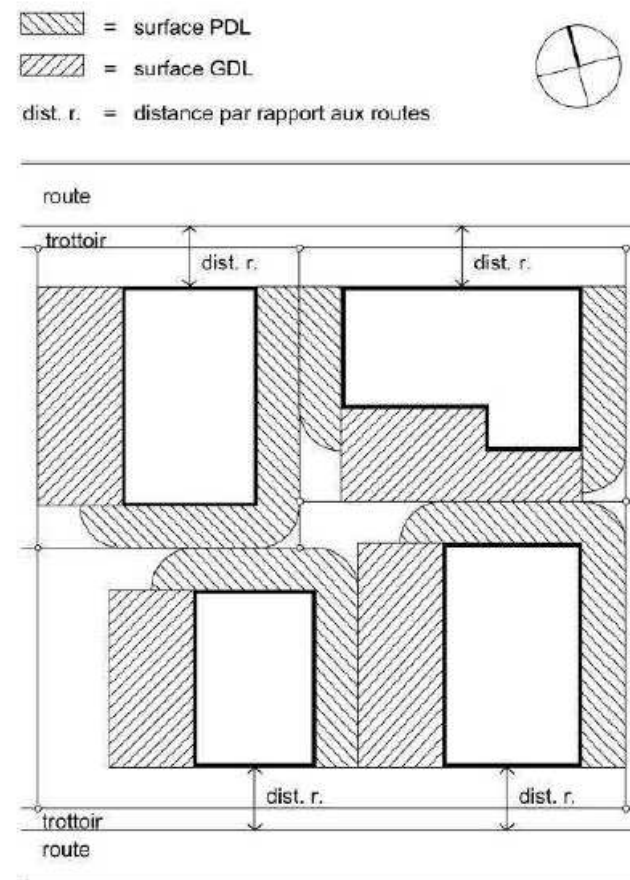 = surface PDL
= surface GDL
dist. r. = distance par rapport aux routes
route
trottoir
dist. r.
dist. r.
dist. r.
dist. r.
trottoir
route